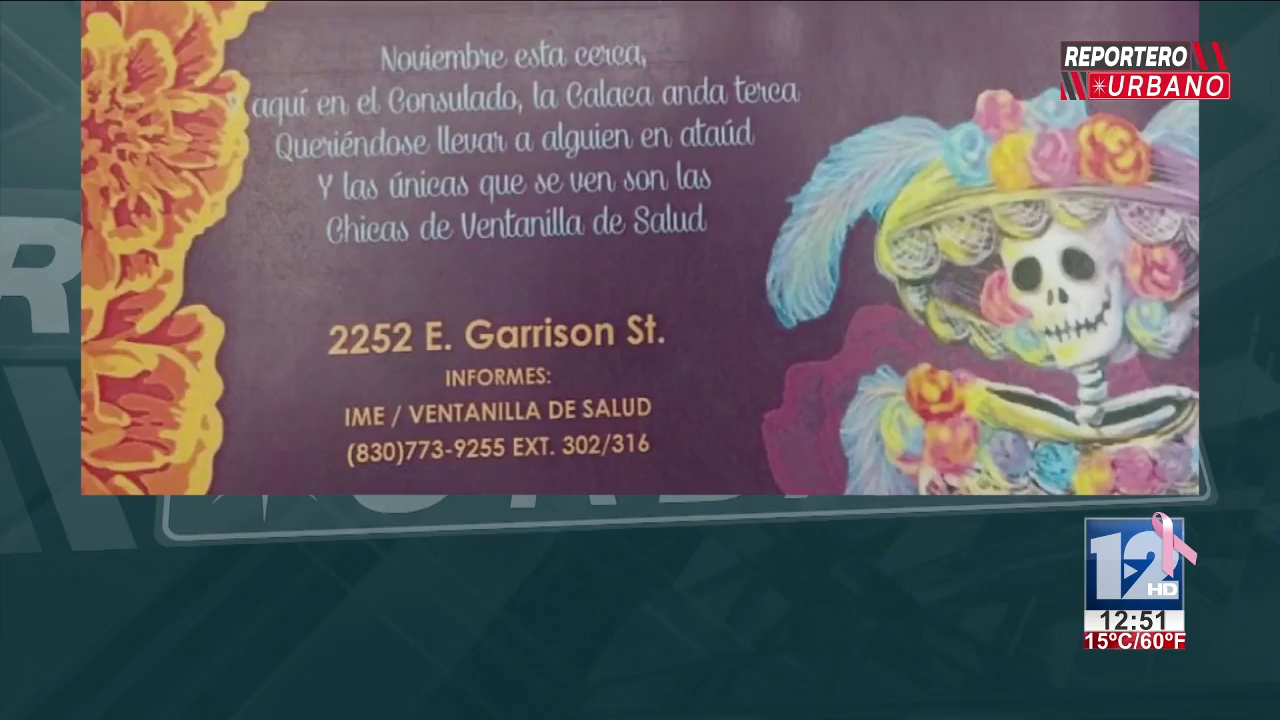 Noviembre esta cerca,
aquí en el Consulado, la Calaca anda terca
Queriéndose llevar a alguien en ataúd
Y las únicas que se ven son las
Chicas de Ventanilla de Salud
2252 E. Garrison St.
INFORMES:
IME / VENTANILLA DE SALUD
(830)773-9255 EXT. 302/316
REPORTERO
URBANO
12
HD
12:51
15°C/60°F